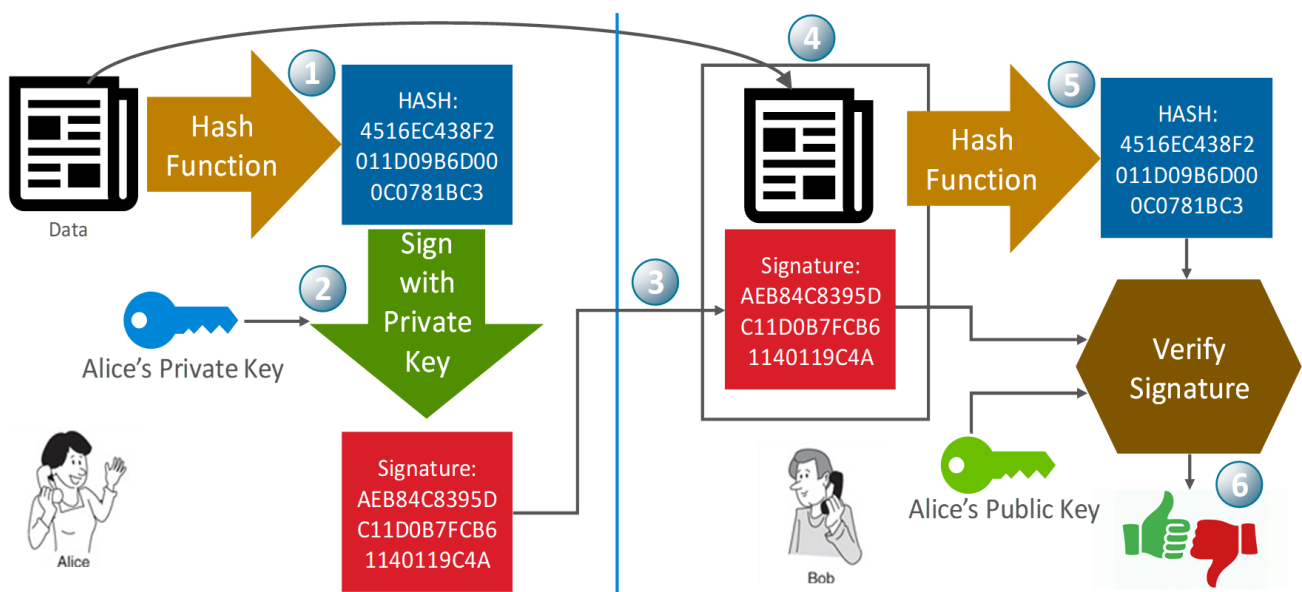 1
Hash
Function
HASH:
4516EC438F2
011D09B6D00
0C0781BC3
Data
2
Sign
with
Private
Key
Alice’s Private Key
Alice
Signature:
AEB84C8395D
C11D0B7FCB6
1140119C4A
3
4
Signature:
AEB84C8395D
C11D0B7FCB6
1140119C4A
Bob
5
Hash
Function
HASH:
4516EC438F2
011D09B6D00
0C0781BC3
Verify
Signature
Alice’s Public Key
6